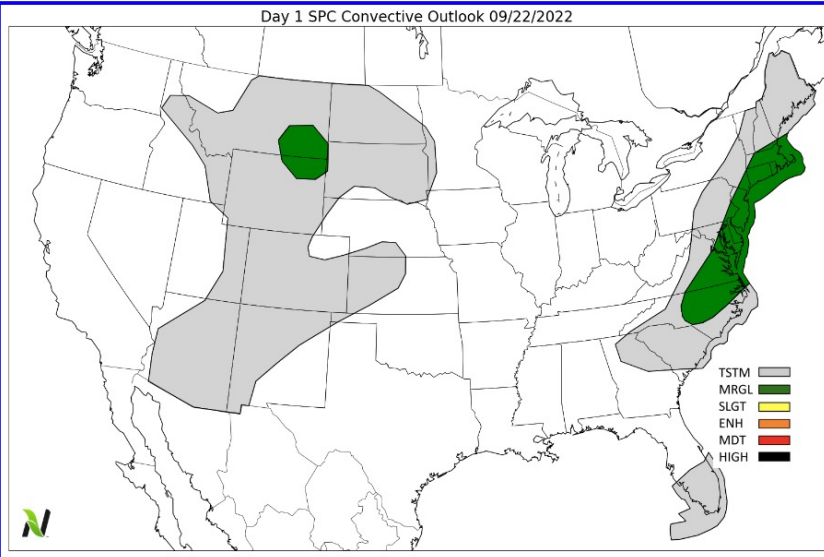 Day 1 SPC Convective Outlook 09/22/2022
TSTM
MRGL
SLGT
ENH
MDT
HIGH